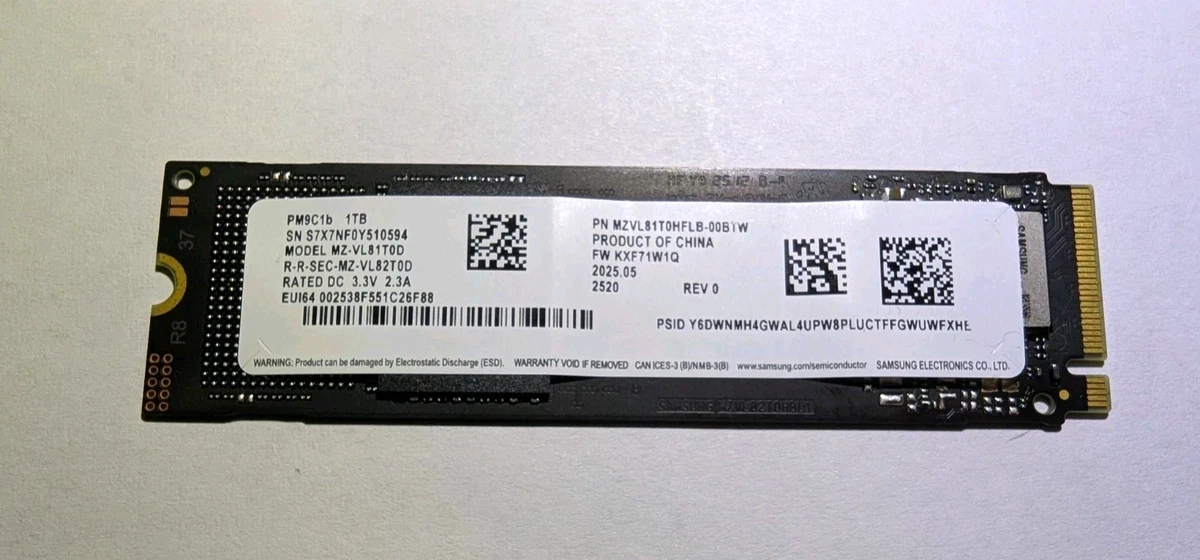 PM9C1b 1TB
SN S7X7NF0Y510594
MODEL MZ-VL81T0D
R-R-SEC-MZ-VL82T0D
RATED DC 3.3V 2.3A
EUI64 002538F551C26F88
PN MZVL81T0HFLB-00BTW
PRODUCT OF CHINA
FW KXF71W1Q
2025.05
2520 REV 0
PSID Y6DWNMH4GWAL4UPW8PLUCTFFGWUWFXHE
WARNING: Product can be damaged by Electrostatic Discharge (ESD). WARRANTY VOID IF REMOVED CAN ICES-3 (B)/NMB-3(B) www.samsung.com/semiconductor SAMSUNG ELECTRONICS CO., LTD.
37
R8
SAMSUNG